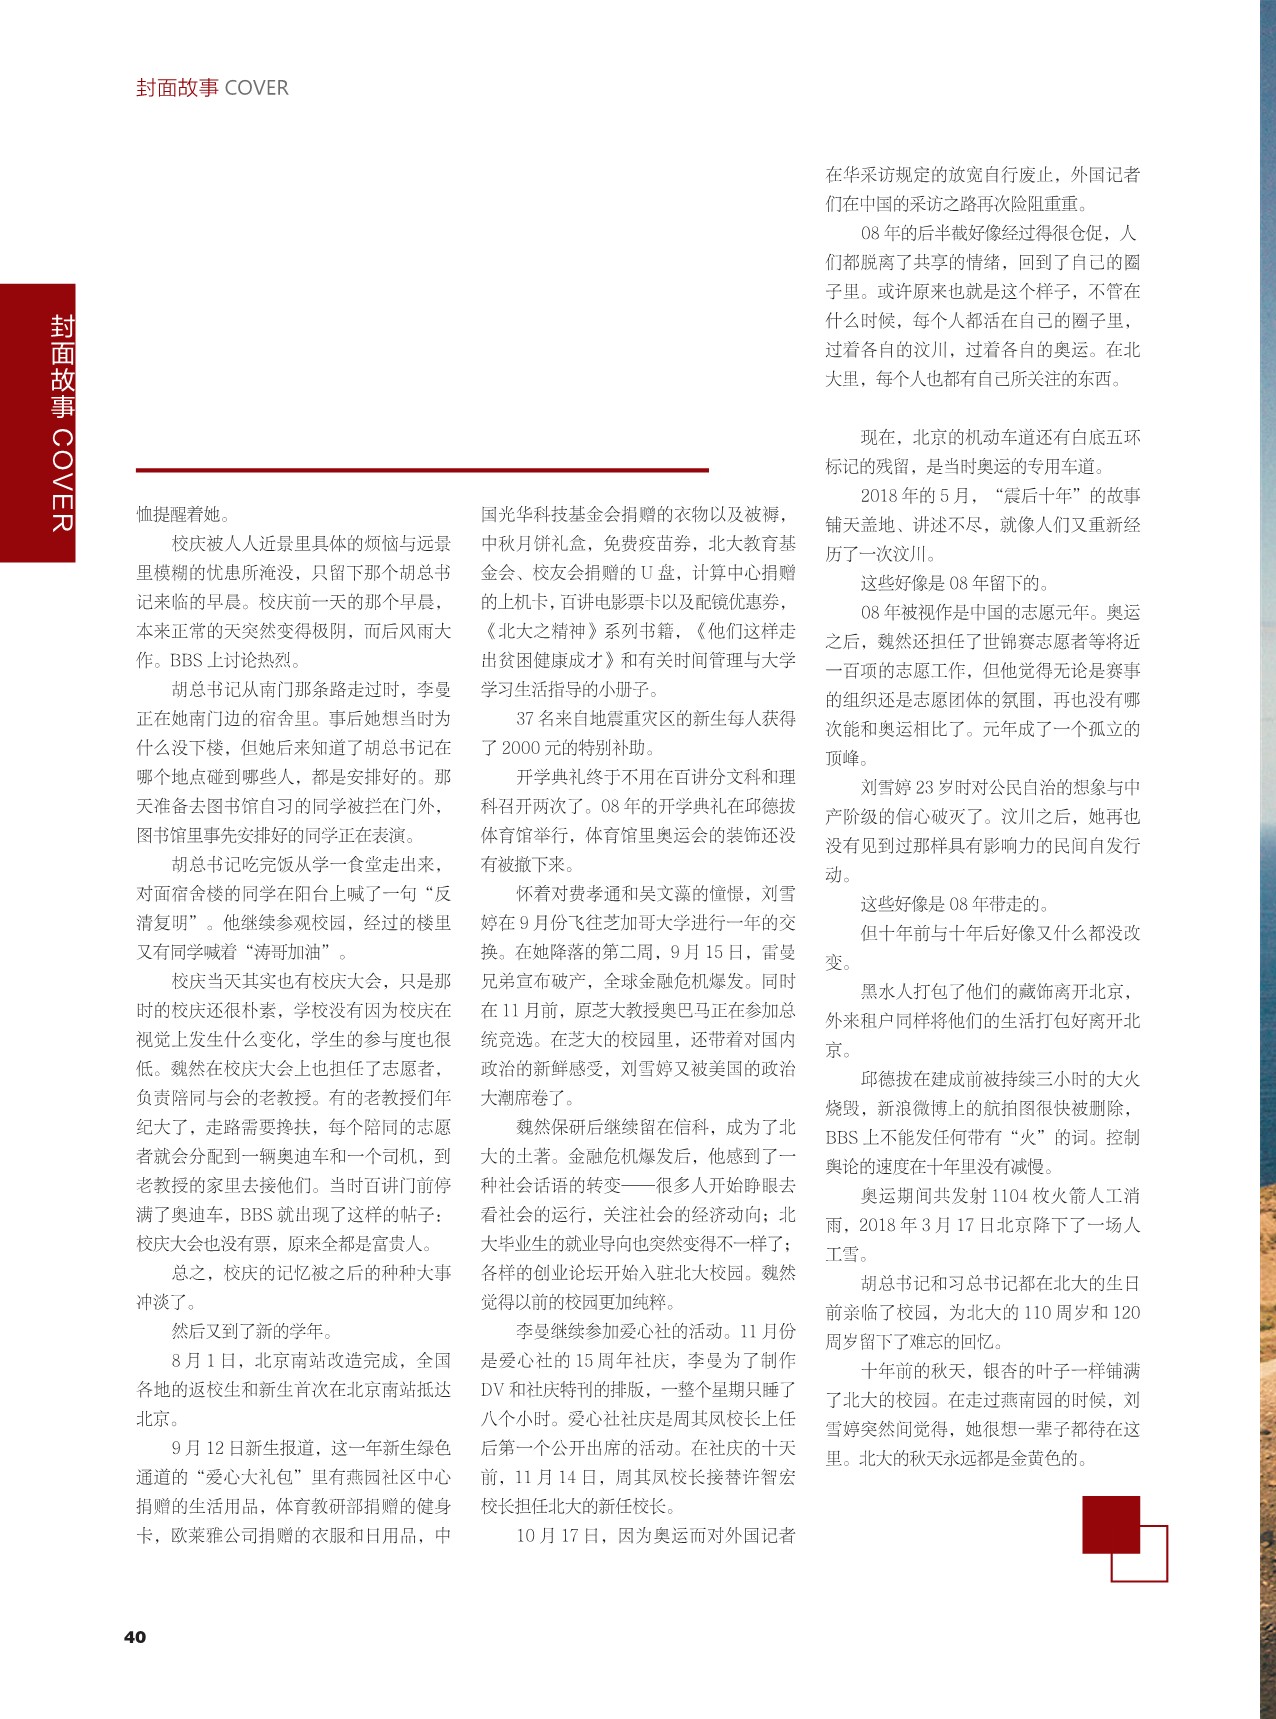 封面故事 COVER
封面故事 COVER
恤提醒着她。
校庆被人人近景里具体的烦恼与远景
里模糊的忧患所淹没，只留下那个胡总书
记来临的早晨。校庆前一天的那个早晨，
本来正常的天突然变得极阴，而后风雨大
作。BBS 上讨论热烈。
胡总书记从南门那条路走过时，李曼
正在她南门边的宿舍里。事后她想当时为
什么没下楼，但她后来知道了胡总书记在
哪个地点碰到哪些人，都是安排好的。那
天准备去图书馆自习的同学被拦在门外，
图书馆里事先安排好的同学正在表演。
胡总书记吃完饭从学一食堂走出来，
对面宿舍楼的同学在阳台上喊了一句“反
清复明”。他继续参观校园，经过的楼里
又有同学喊着“涛哥加油”。
校庆当天其实也有校庆大会，只是那
时的校庆还很朴素，学校没有因为校庆在
视觉上发生什么变化，学生的参与度也很
低。魏然在校庆大会上也担任了志愿者，
负责陪同与会的老教授。有的老教授们年
纪大了，走路需要搀扶，每个陪同的志愿
者就会分配到一辆奥迪车和一个司机，到
老教授的家里去接他们。当时百讲门前停
满了奥迪车，BBS 就出现了这样的帖子：
校庆大会也没有票，原来全都是富贵人。
总之，校庆的记忆被之后的种种大事
冲淡了。
然后又到了新的学年。
8 月 1 日，北京南站改造完成，全国
各地的返校生和新生首次在北京南站抵达
北京。
9 月 12 日新生报道，这一年新生绿色
通道的“爱心大礼包”里有燕园社区中心
捐赠的生活用品，体育教研部捐赠的健身
卡，欧莱雅公司捐赠的衣服和日用品，中
国光华科技基金会捐赠的衣物以及被褥，
中秋月饼礼盒，免费疫苗券，北大教育基
金会、校友会捐赠的 U 盘，计算中心捐赠
的上机卡，百讲电影票卡以及配镜优惠券，
《北大之精神》系列书籍，《他们这样走
出贫困健康成才》和有关时间管理与大学
学习生活指导的小册子。
37 名来自地震重灾区的新生每人获得
了 2000 元的特别补助。
开学典礼终于不用在百讲分文科和理
科召开两次了。08 年的开学典礼在邱德拔
体育馆举行，体育馆里奥运会的装饰还没
有被撤下来。
怀着对费孝通和吴文藻的憧憬，刘雪
婷在 9 月份飞往芝加哥大学进行一年的交
换。在她降落的第二周，9 月 15 日，雷曼
兄弟宣布破产，全球金融危机爆发。同时
在 11 月前，原芝大教授奥巴马正在参加总
统竞选。在芝大的校园里，还带着对国内
政治的新鲜感受，刘雪婷又被美国的政治
大潮席卷了。
魏然保研后继续留在信科，成为了北
大的土著。金融危机爆发后，他感到了一
种社会话语的转变——很多人开始睁眼去
看社会的运行，关注社会的经济动向；北
大毕业生的就业导向也突然变得不一样了；
各样的创业论坛开始入驻北大校园。魏然
觉得以前的校园更加纯粹。
李曼继续参加爱心社的活动。11 月份
是爱心社的 15 周年社庆，李曼为了制作
DV 和社庆特刊的排版，一整个星期只睡了
八个小时。爱心社社庆是周其凤校长上任
后第一个公开出席的活动。在社庆的十天
前，11 月 14 日，周其凤校长接替许智宏
校长担任北大的新任校长。
10 月 17 日，因为奥运而对外国记者
在华采访规定的放宽自行废止，外国记者
们在中国的采访之路再次险阻重重。
08 年的后半截好像经过得很仓促，人
们都脱离了共享的情绪，回到了自己的圈
子里。或许原来也就是这个样子，不管在
什么时候，每个人都活在自己的圈子里，
过着各自的汶川，过着各自的奥运。在北
大里，每个人也都有自己所关注的东西。
现在，北京的机动车道还有白底五环
标记的残留，是当时奥运的专用车道。
2018 年的 5 月，“震后十年”的故事
铺天盖地、讲述不尽，就像人们又重新经
历了一次汶川。
这些好像是 08 年留下的。
08 年被视作是中国的志愿元年。奥运
之后，魏然还担任了世锦赛志愿者等将近
一百项的志愿工作，但他觉得无论是赛事
的组织还是志愿团体的氛围，再也没有哪
次能和奥运相比了。元年成了一个孤立的
顶峰。
刘雪婷 23 岁时对公民自治的想象与中
产阶级的信心破灭了。汶川之后，她再也
没有见到过那样具有影响力的民间自发行
动。
这些好像是 08 年带走的。
但十年前与十年后好像又什么都没改
变。
黑水人打包了他们的藏饰离开北京，
外来租户同样将他们的生活打包好离开北
京。
邱德拔在建成前被持续三小时的大火
烧毁，新浪微博上的航拍图很快被删除，
BBS 上不能发任何带有“火”的词。控制
舆论的速度在十年里没有减慢。
奥运期间共发射 1104 枚火箭人工消
雨，2018 年 3 月 17 日北京降下了一场人
工雪。
胡总书记和习总书记都在北大的生日
前亲临了校园，为北大的 110 周岁和 120
周岁留下了难忘的回忆。
十年前的秋天，银杏的叶子一样铺满
了北大的校园。在走过燕南园的时候，刘
雪婷突然间觉得，她很想一辈子都待在这
里。北大的秋天永远都是金黄色的。
40